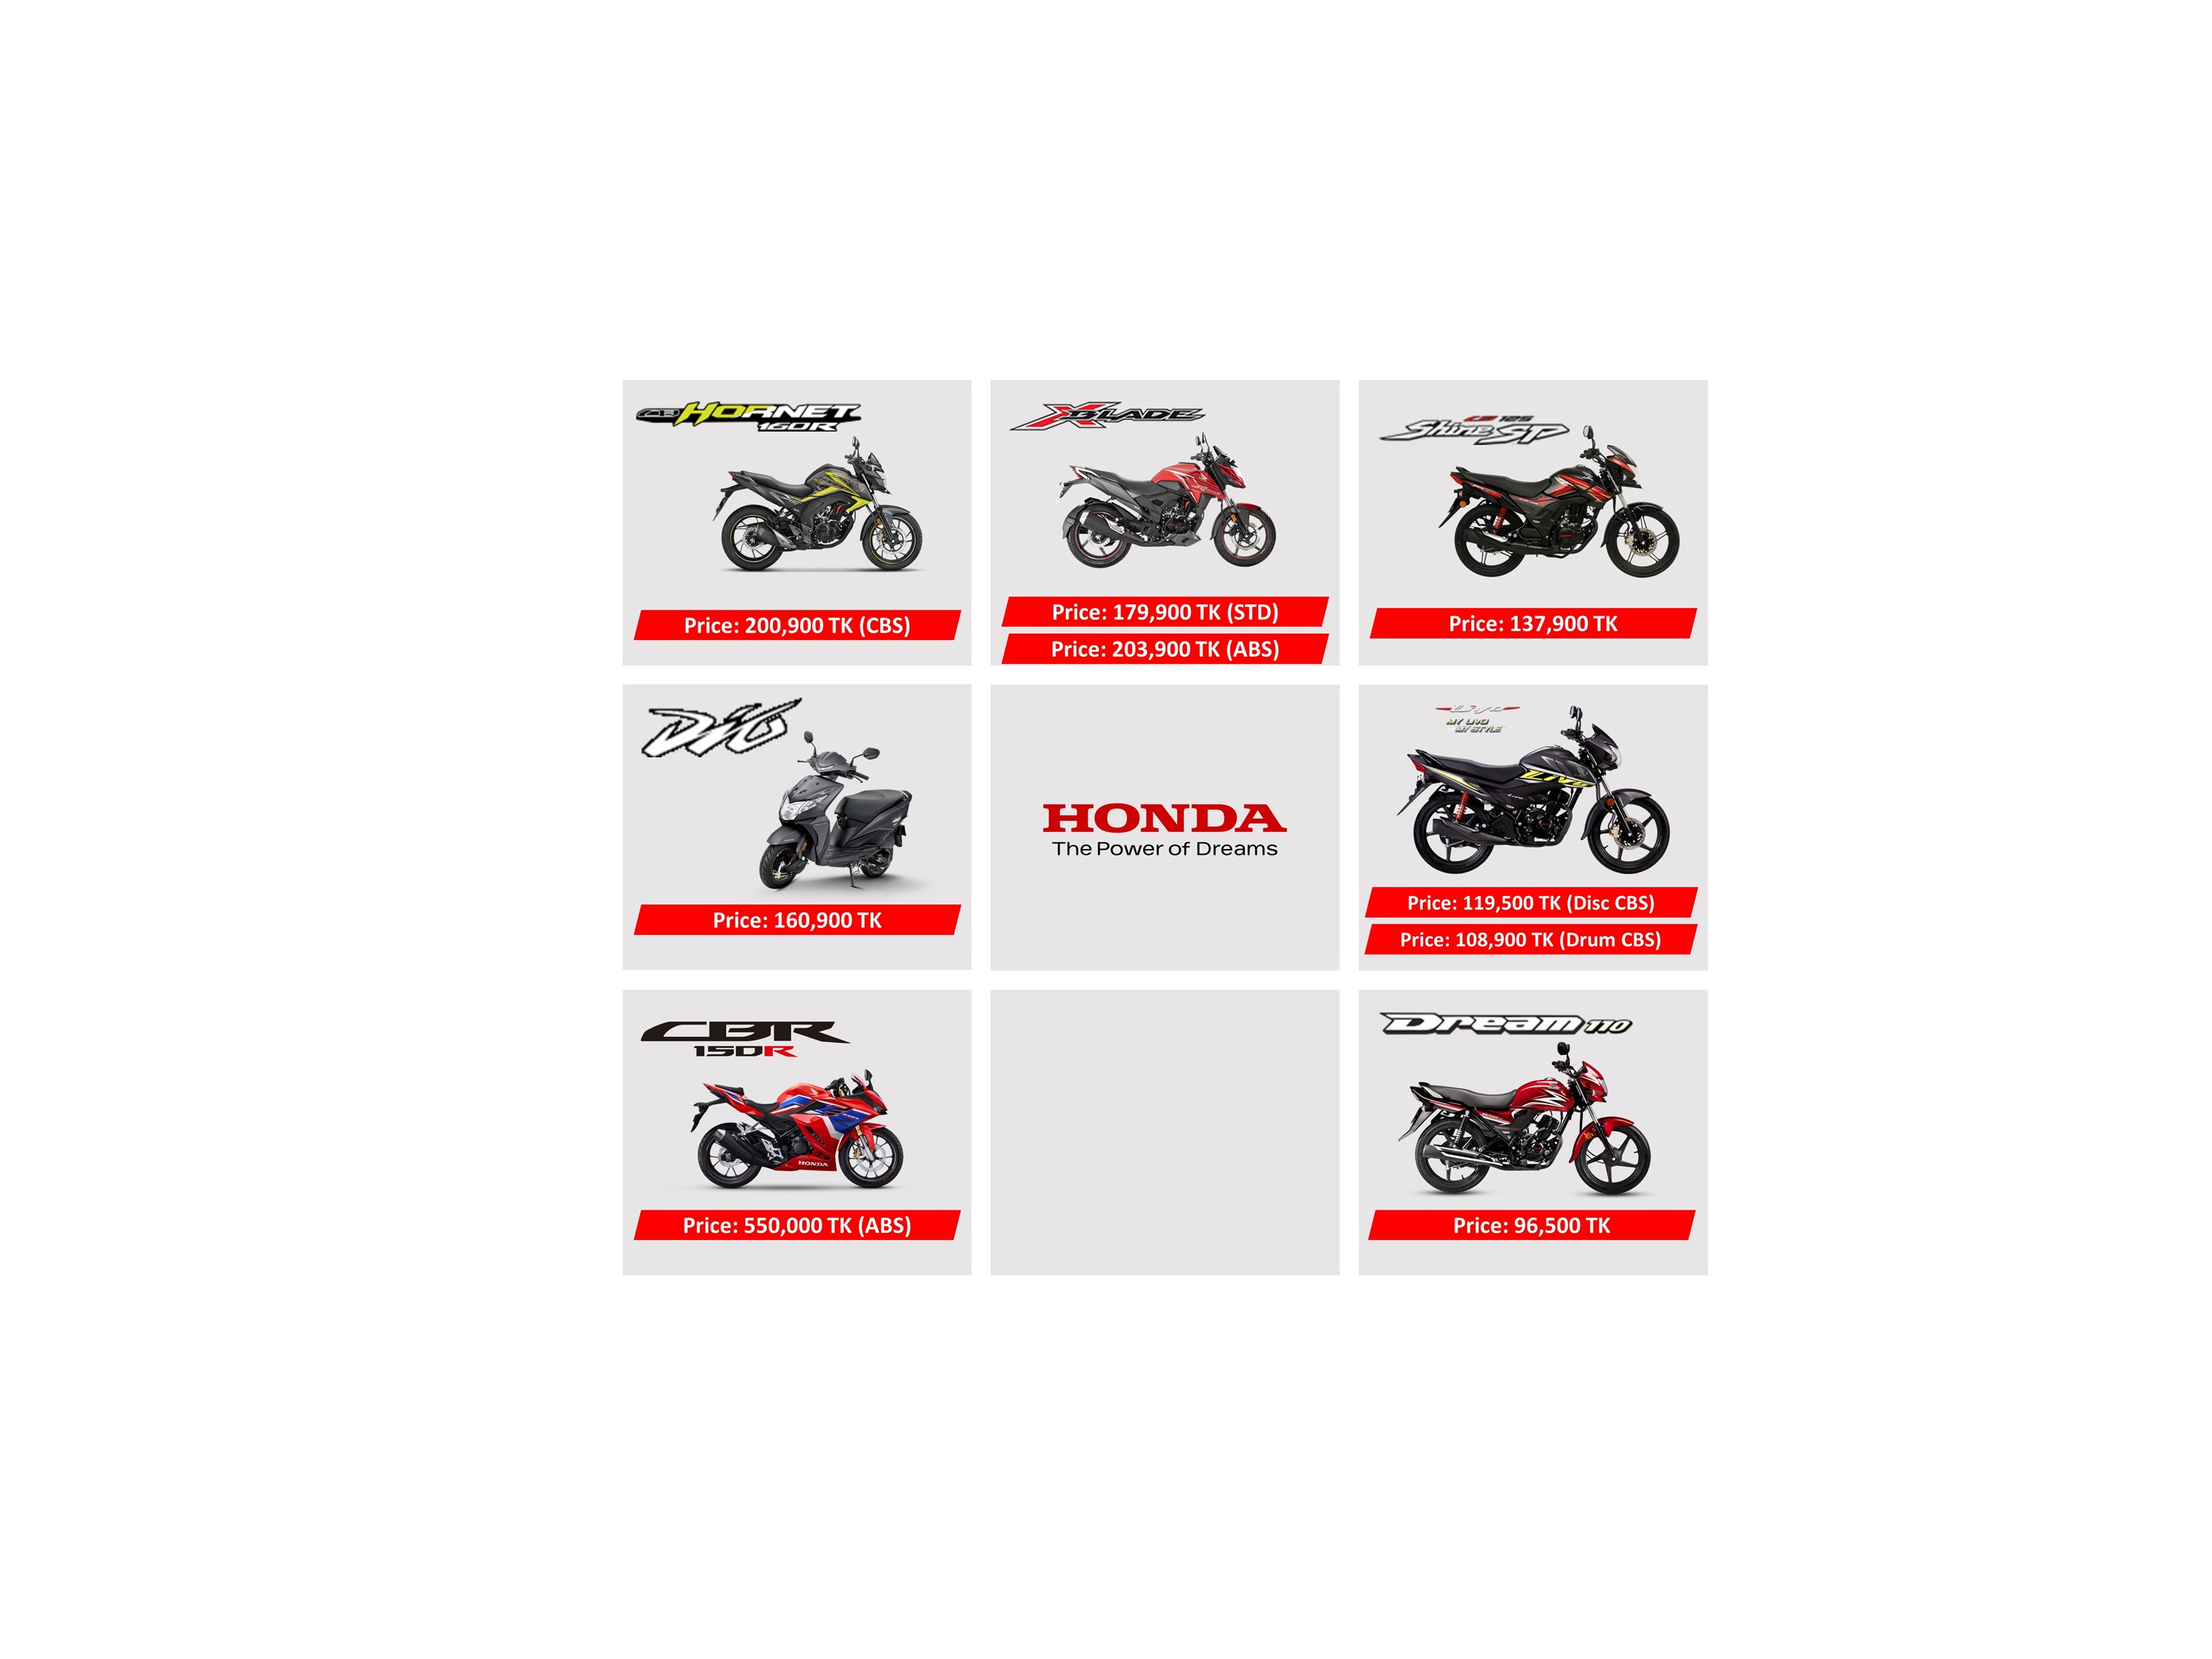 CB HORNET
160R
Price: 200,900 TK (CBS)
X BLADE
Price: 179,900 TK (STD)
Price: 203,900 TK (ABS)
CB 125
Shine SP
Price: 137,900 TK
Dio
Price: 160,900 TK
HONDA
The Power of Dreams
Livo
MY LIVO
MY STYLE
LIVO
Price: 119,500 TK (Disc CBS)
Price: 108,900 TK (Drum CBS)
CBR
150R
HONDA
Price: 550,000 TK (ABS)
Dream 110
Price: 96,500 TK